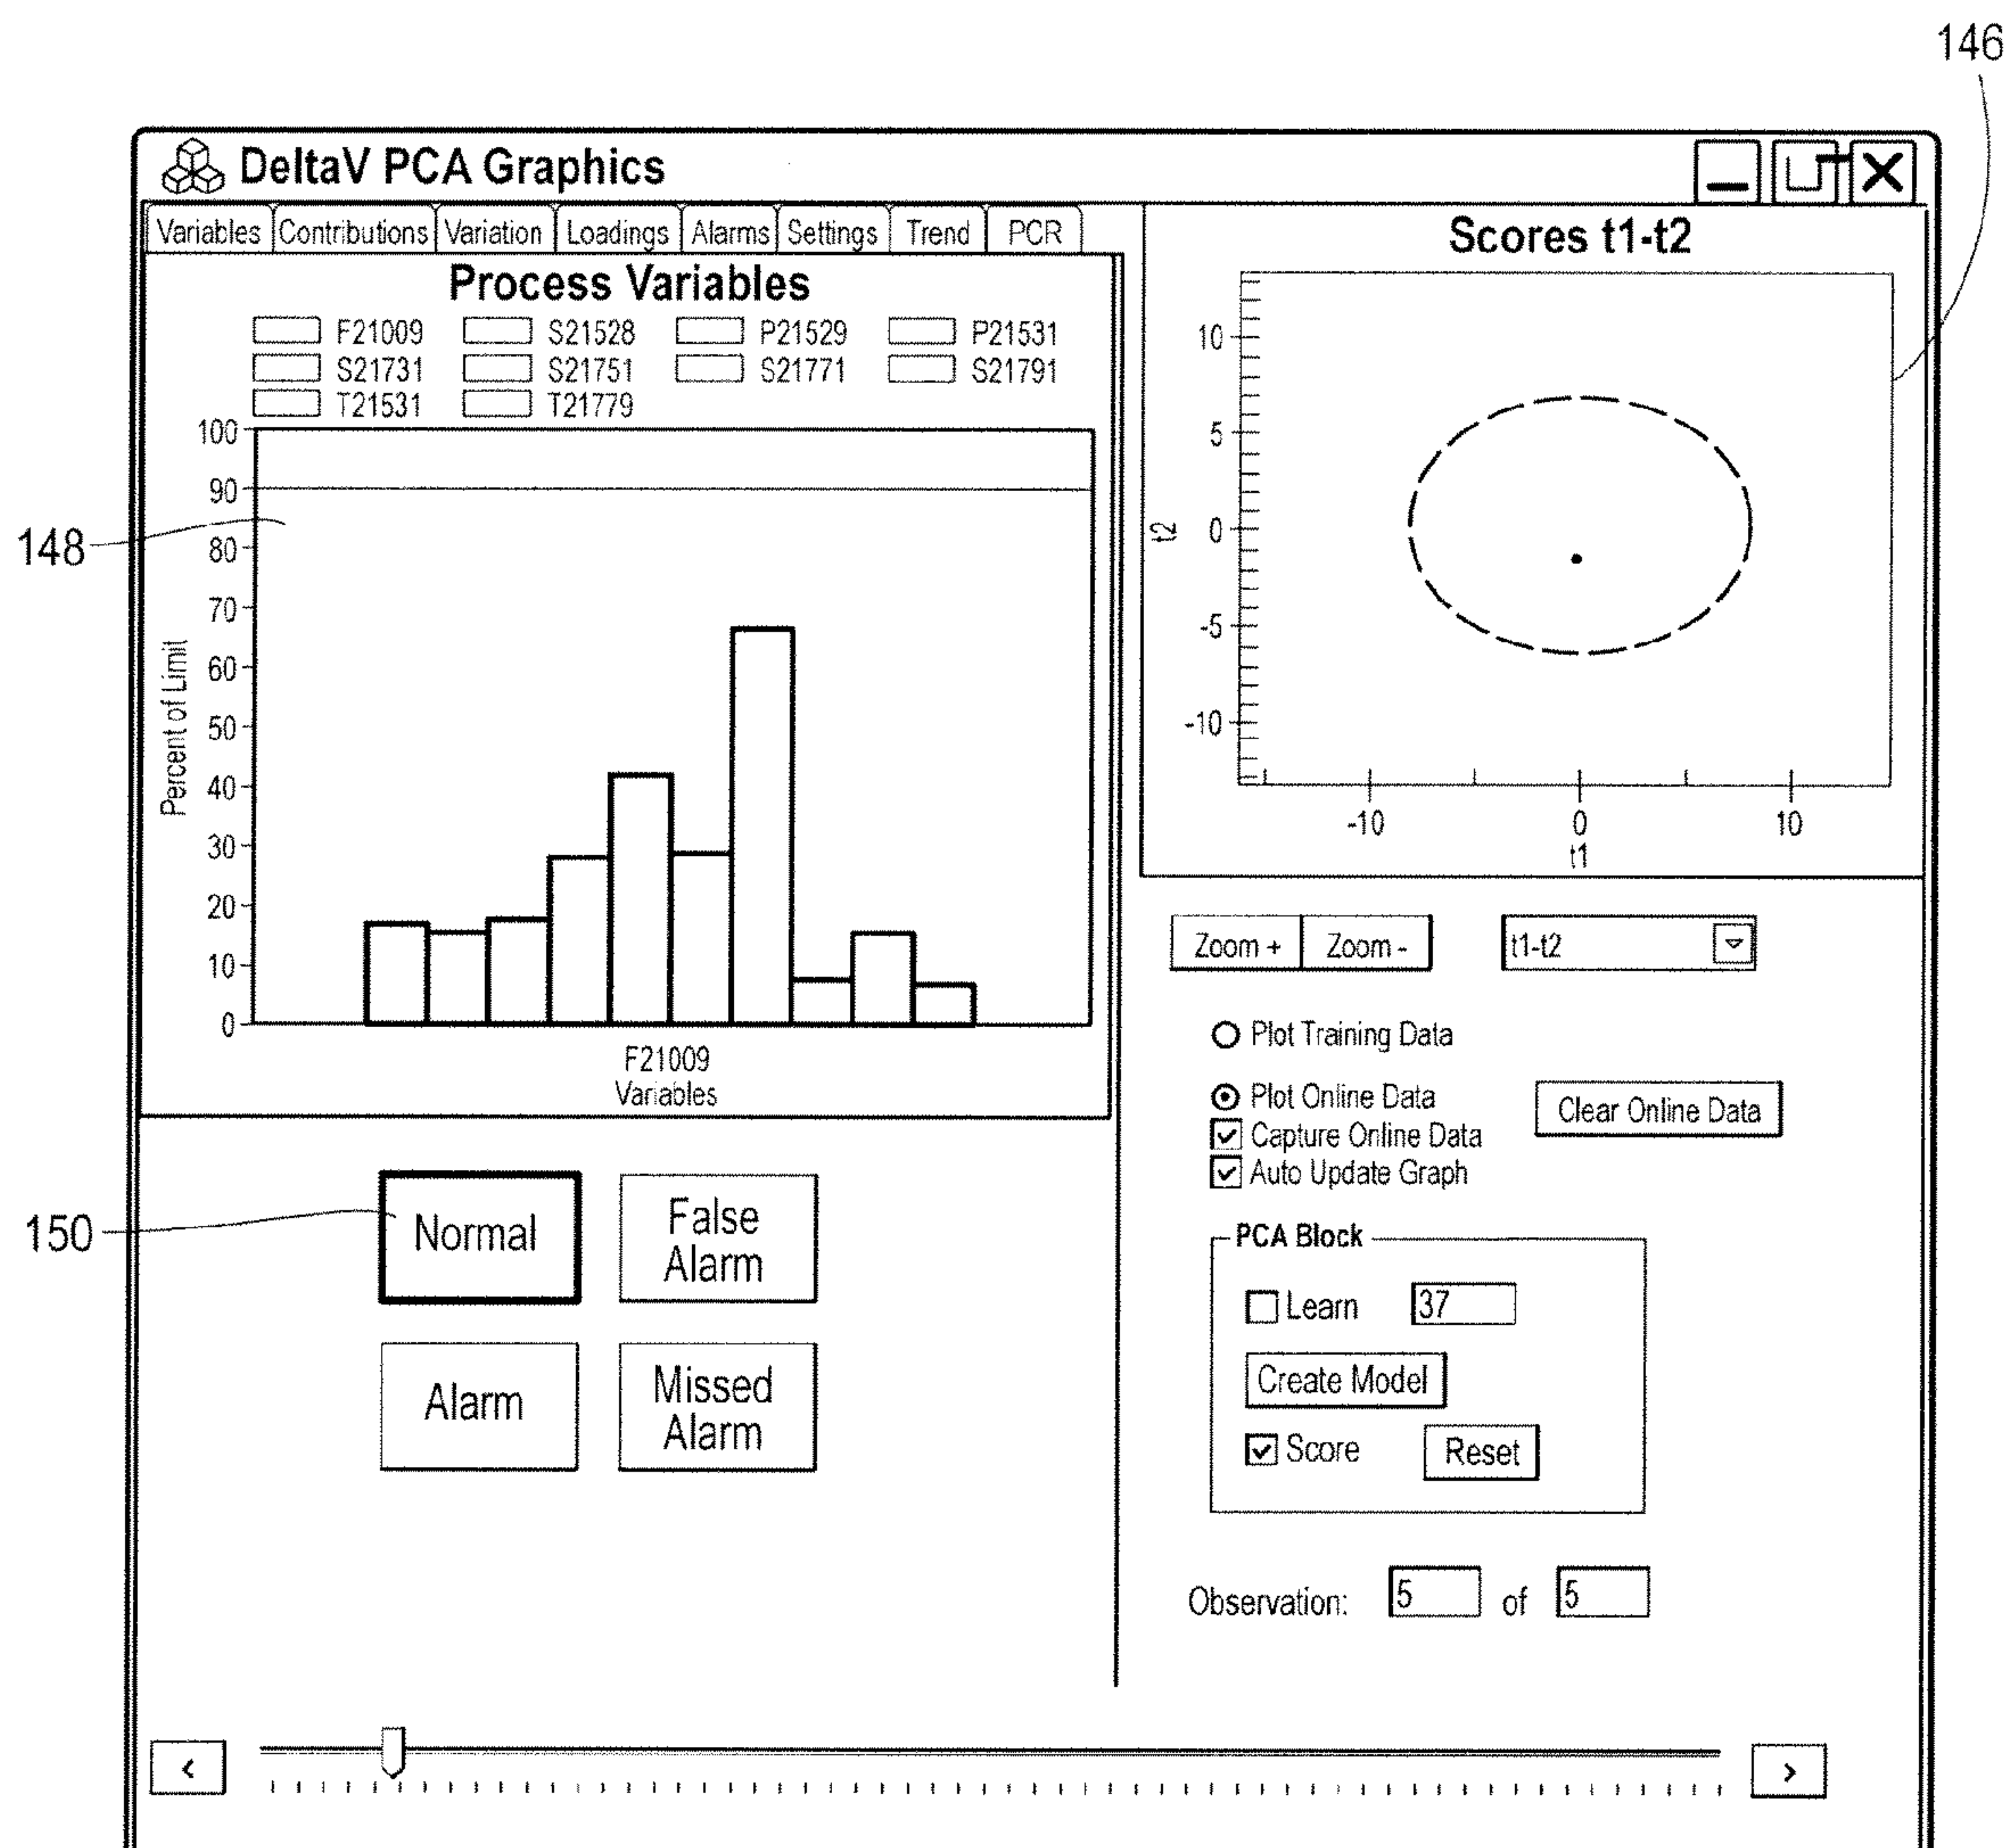 146
DeltaV PCA Graphics
Variables Contributions Variation Loadings Alarms Settings Trend PCR
Process Variables
F21009 S21528 P21529 P21531
S21731 S21751 S21771 S21791
T21531 T21779
100
90
80
70
60
50
40
30
20
10
0
Percent of Limit
F21009
Variables
148
Scores t1-t2
10
5
0
-5
-10
t2
-10 0 10
t1
Zoom + Zoom - t1-t2
Plot Training Data
Plot Online Data
Clear Online Data
Capture Online Data
Auto Update Graph
150
Normal
False
Alarm
Alarm
Missed
Alarm
PCA Block
Learn 37
Create Model
Score Reset
Observation: 5 of 5
< >